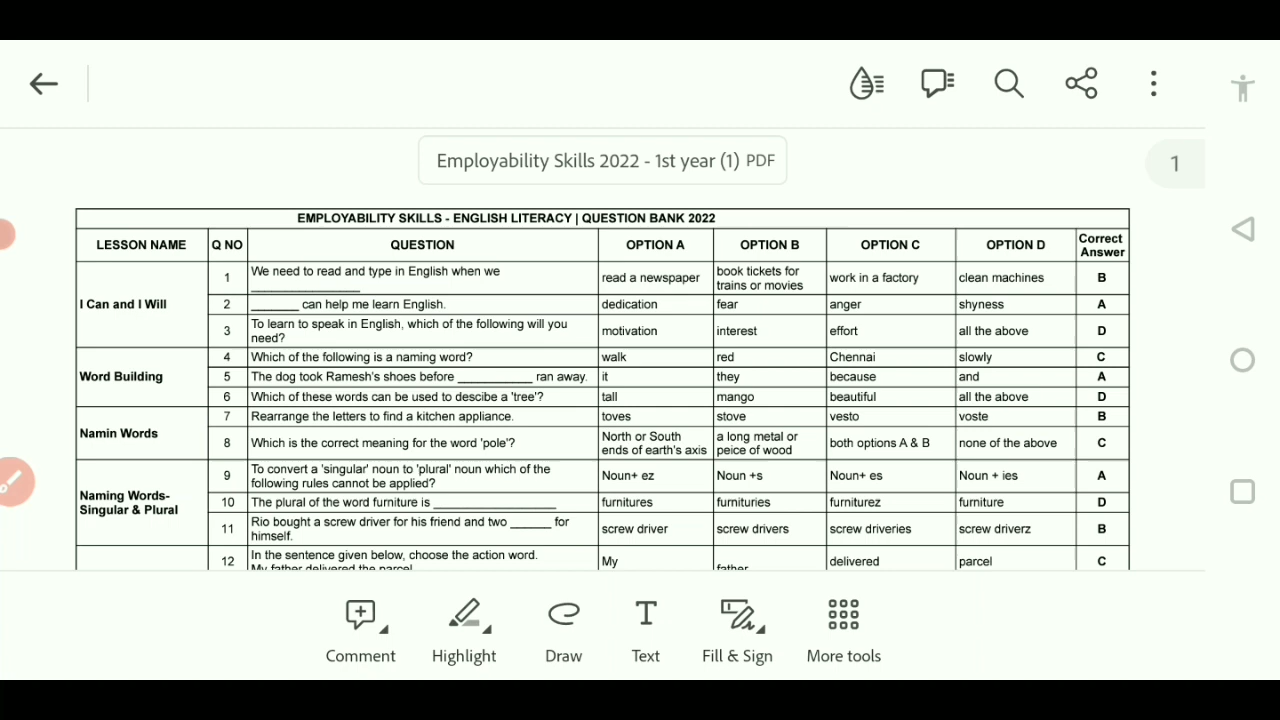 Employability Skills 2022 - 1st year (1) PDF
1
EMPLOYABILITY SKILLS - ENGLISH LITERACY | QUESTION BANK 2022
LESSON NAME Q NO QUESTION OPTION A OPTION B OPTION C OPTION D Correct Answer
I Can and I Will
1 We need to read and type in English when we ________________ read a newspaper book tickets for trains or movies work in a factory clean machines B
2 _______ can help me learn English. dedication fear anger shyness A
3 To learn to speak in English, which of the following will you need? motivation interest effort all the above D
Word Building
4 Which of the following is a naming word? walk red Chennai slowly C
5 The dog took Ramesh's shoes before ___________ ran away. it they because and A
6 Which of these words can be used to descibe a 'tree'? tall mango beautiful all the above D
Namin Words
7 Rearrange the letters to find a kitchen appliance. toves stove vesto voste B
8 Which is the correct meaning for the word 'pole'? North or South ends of earth's axis a long metal or peice of wood both options A & B none of the above C
Naming Words-
Singular & Plural
9 To convert a 'singular' noun to 'plural' noun which of the following rules cannot be applied? Noun+ ez Noun +s Noun+ es Noun + ies A
10 The plural of the word furniture is __________________ furnitures furnituries furniturez furniture D
11 Rio bought a screw driver for his friend and two ______ for himself. screw driver screw drivers screw driveries screw driverz B
12 In the sentence given below, choose the action word. My father delivered the parcel My father delivered parcel C
Comment Highlight Draw Text Fill & Sign More tools